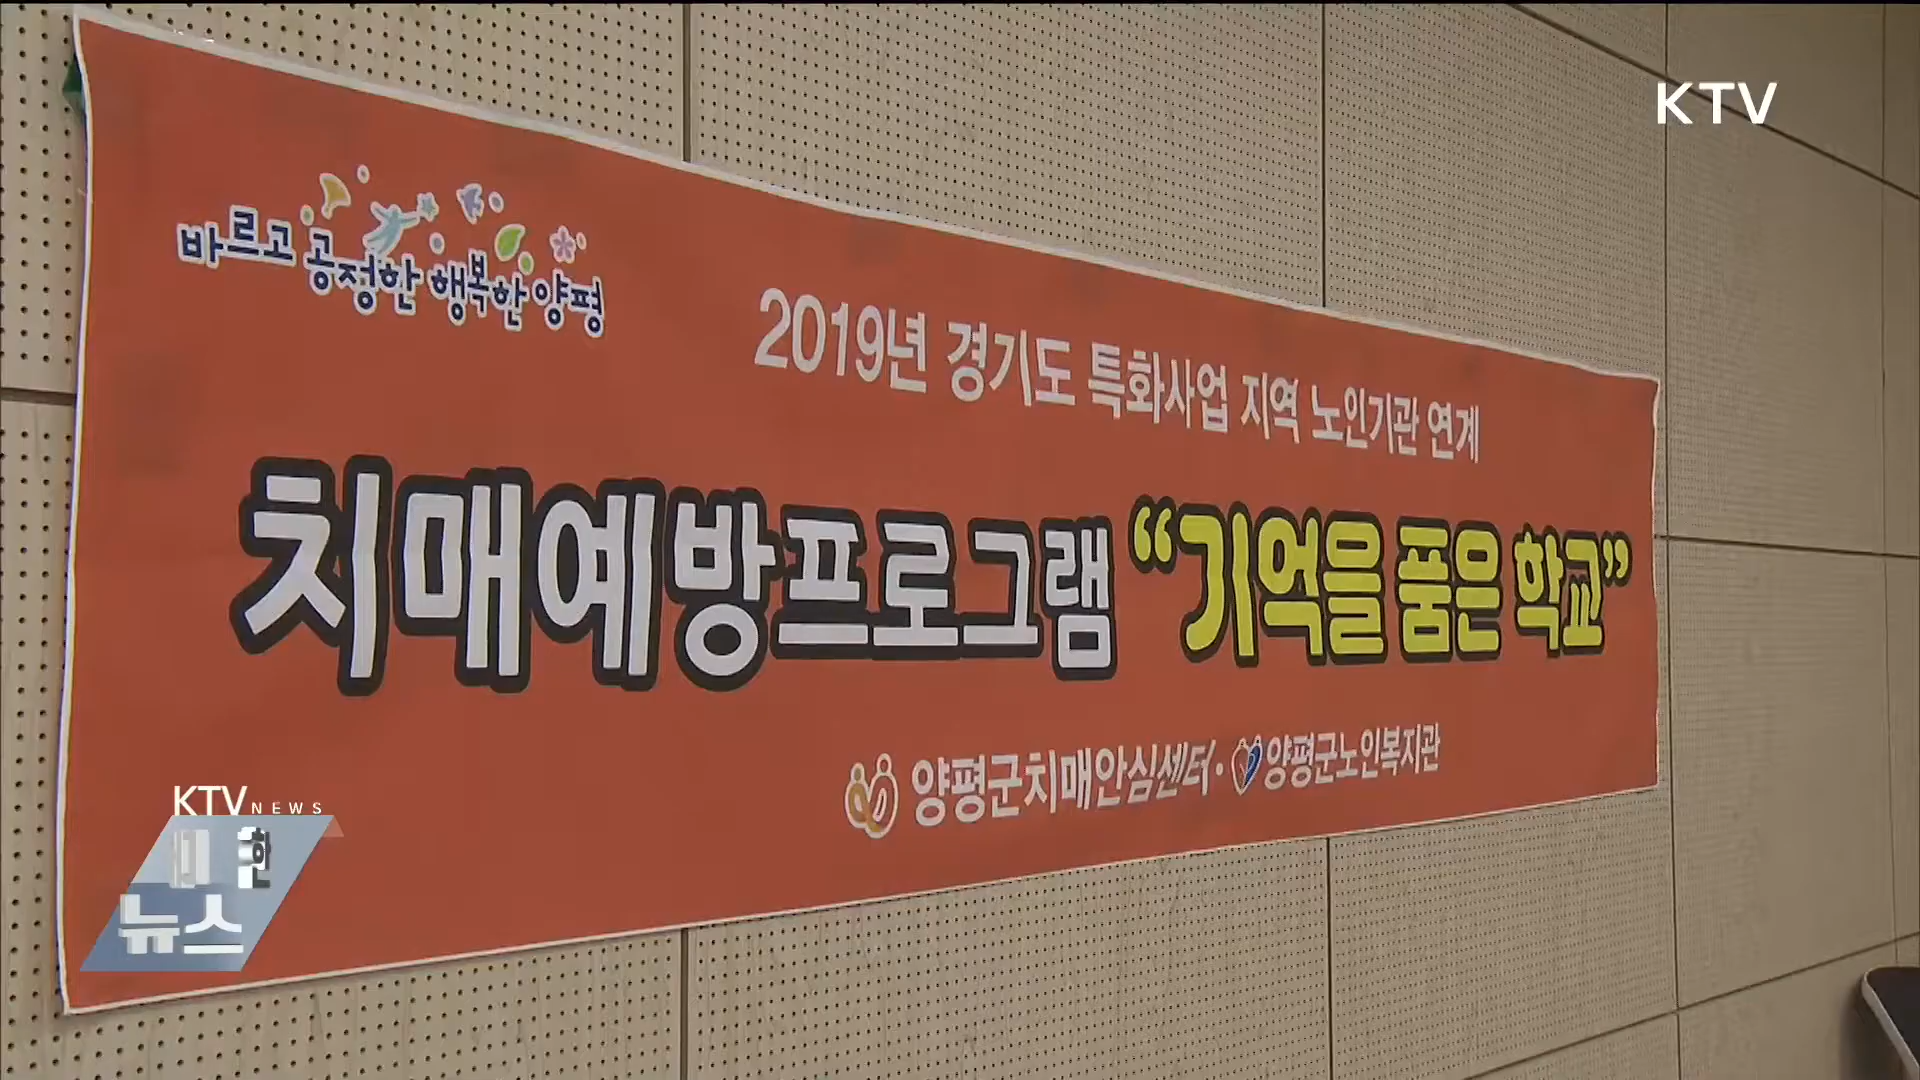 KTV
바르고 공정한 행복한 양평
2019년 경기도 특화사업 지역 노인기관 연계
치매예방프로그램 “기억을 품은 학교”
양평군치매안심센터 · 양평군노인복지관
KTV NEWS
뉴스